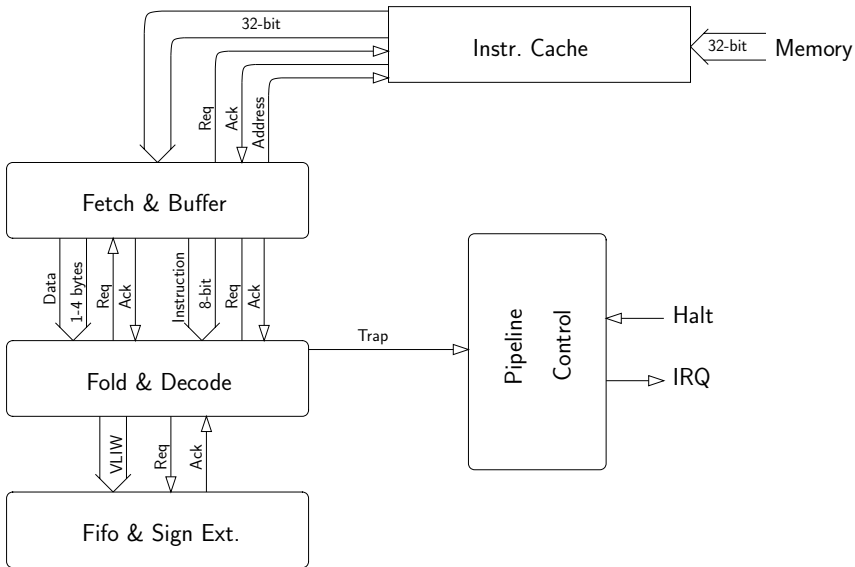 32-bit
Instr. Cache
32-bit
Memory
Req
Ack
Address
Fetch & Buffer
Data
1-4 bytes
Req
Ack
Instruction
8-bit
Req
Ack
Trap
Pipeline
Control
Halt
IRQ
Fold & Decode
VLIW
Req
Ack
Fifo & Sign Ext.